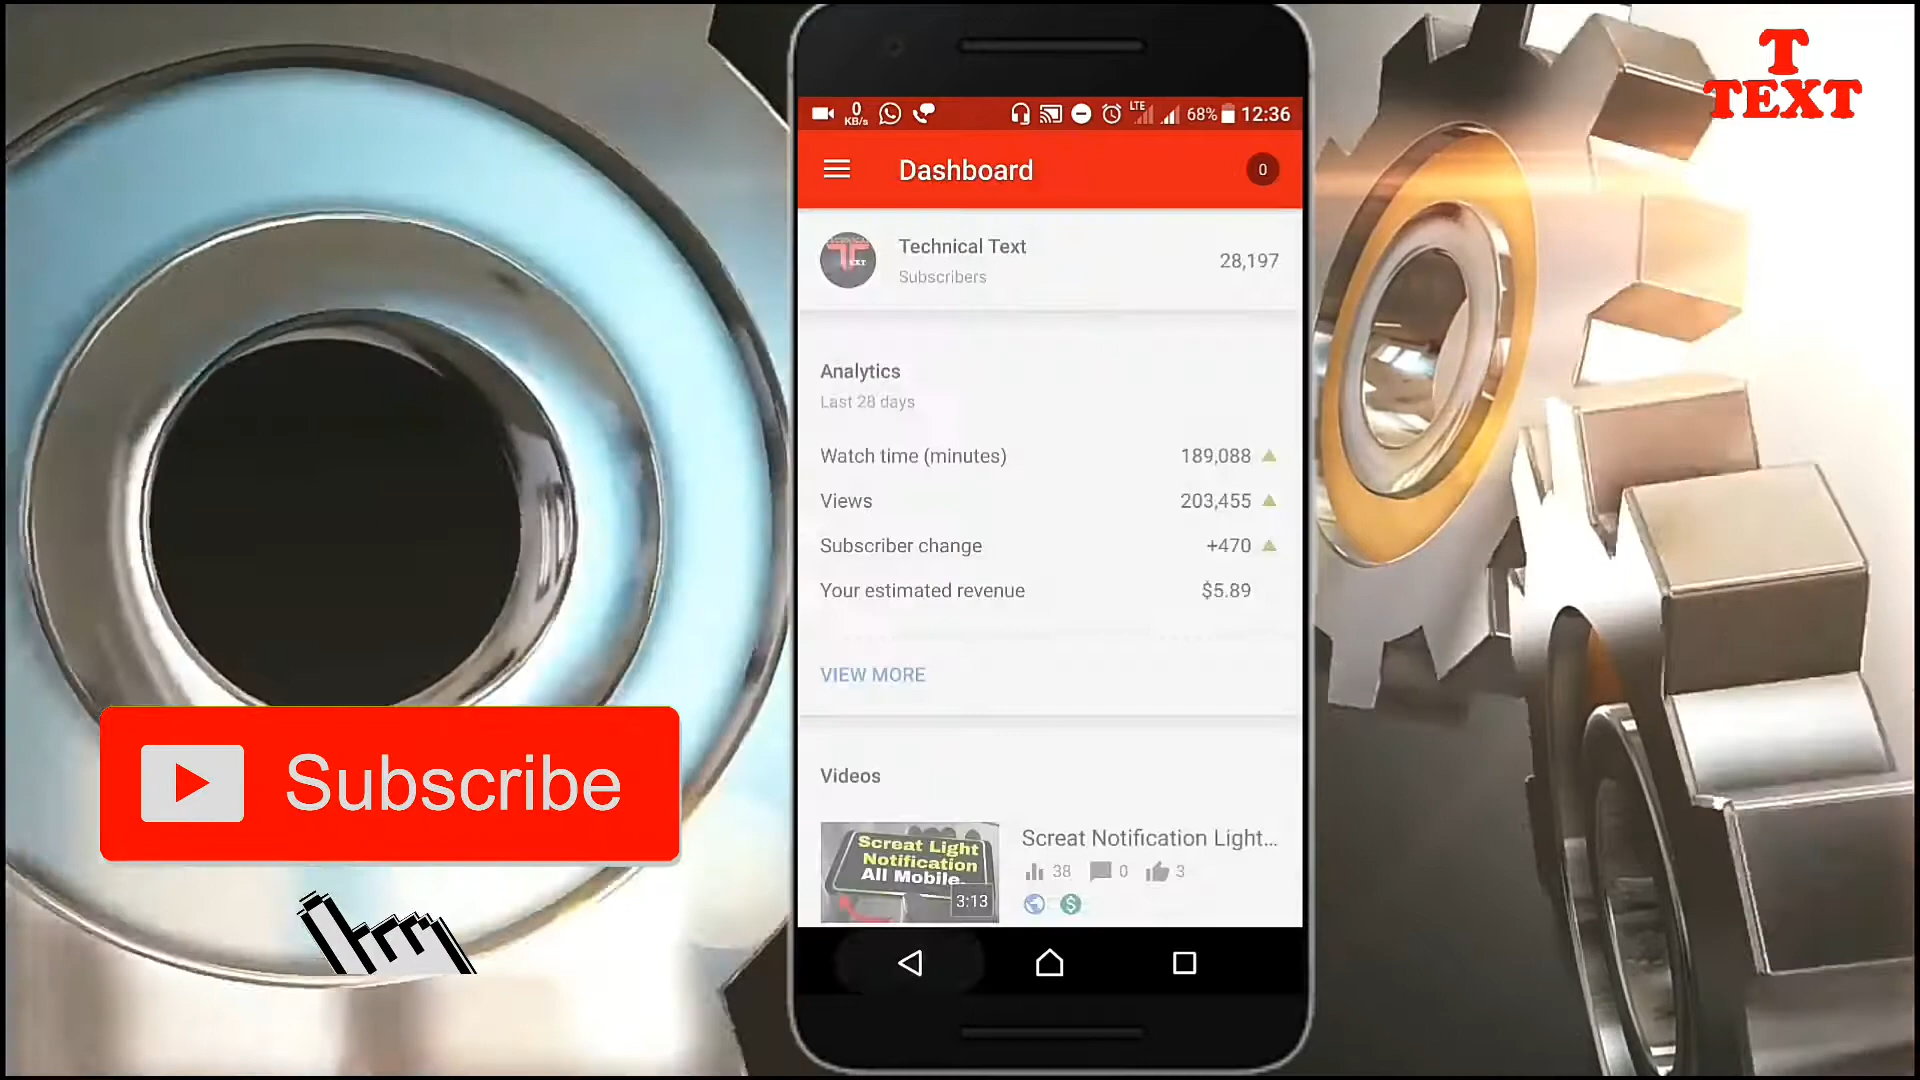 T
TEXT
0
KB/s
LTE
68%
12:36
Dashboard
0
Technical Text
28,197
Subscribers
Analytics
Last 28 days
Watch time (minutes) 189,088
Views 203,455
Subscriber change +470
Your estimated revenue $5.89
VIEW MORE
Subscribe
Videos
Screat Light
Notification
All Mobile.
3:13
Screat Notification Light...
38 0 3